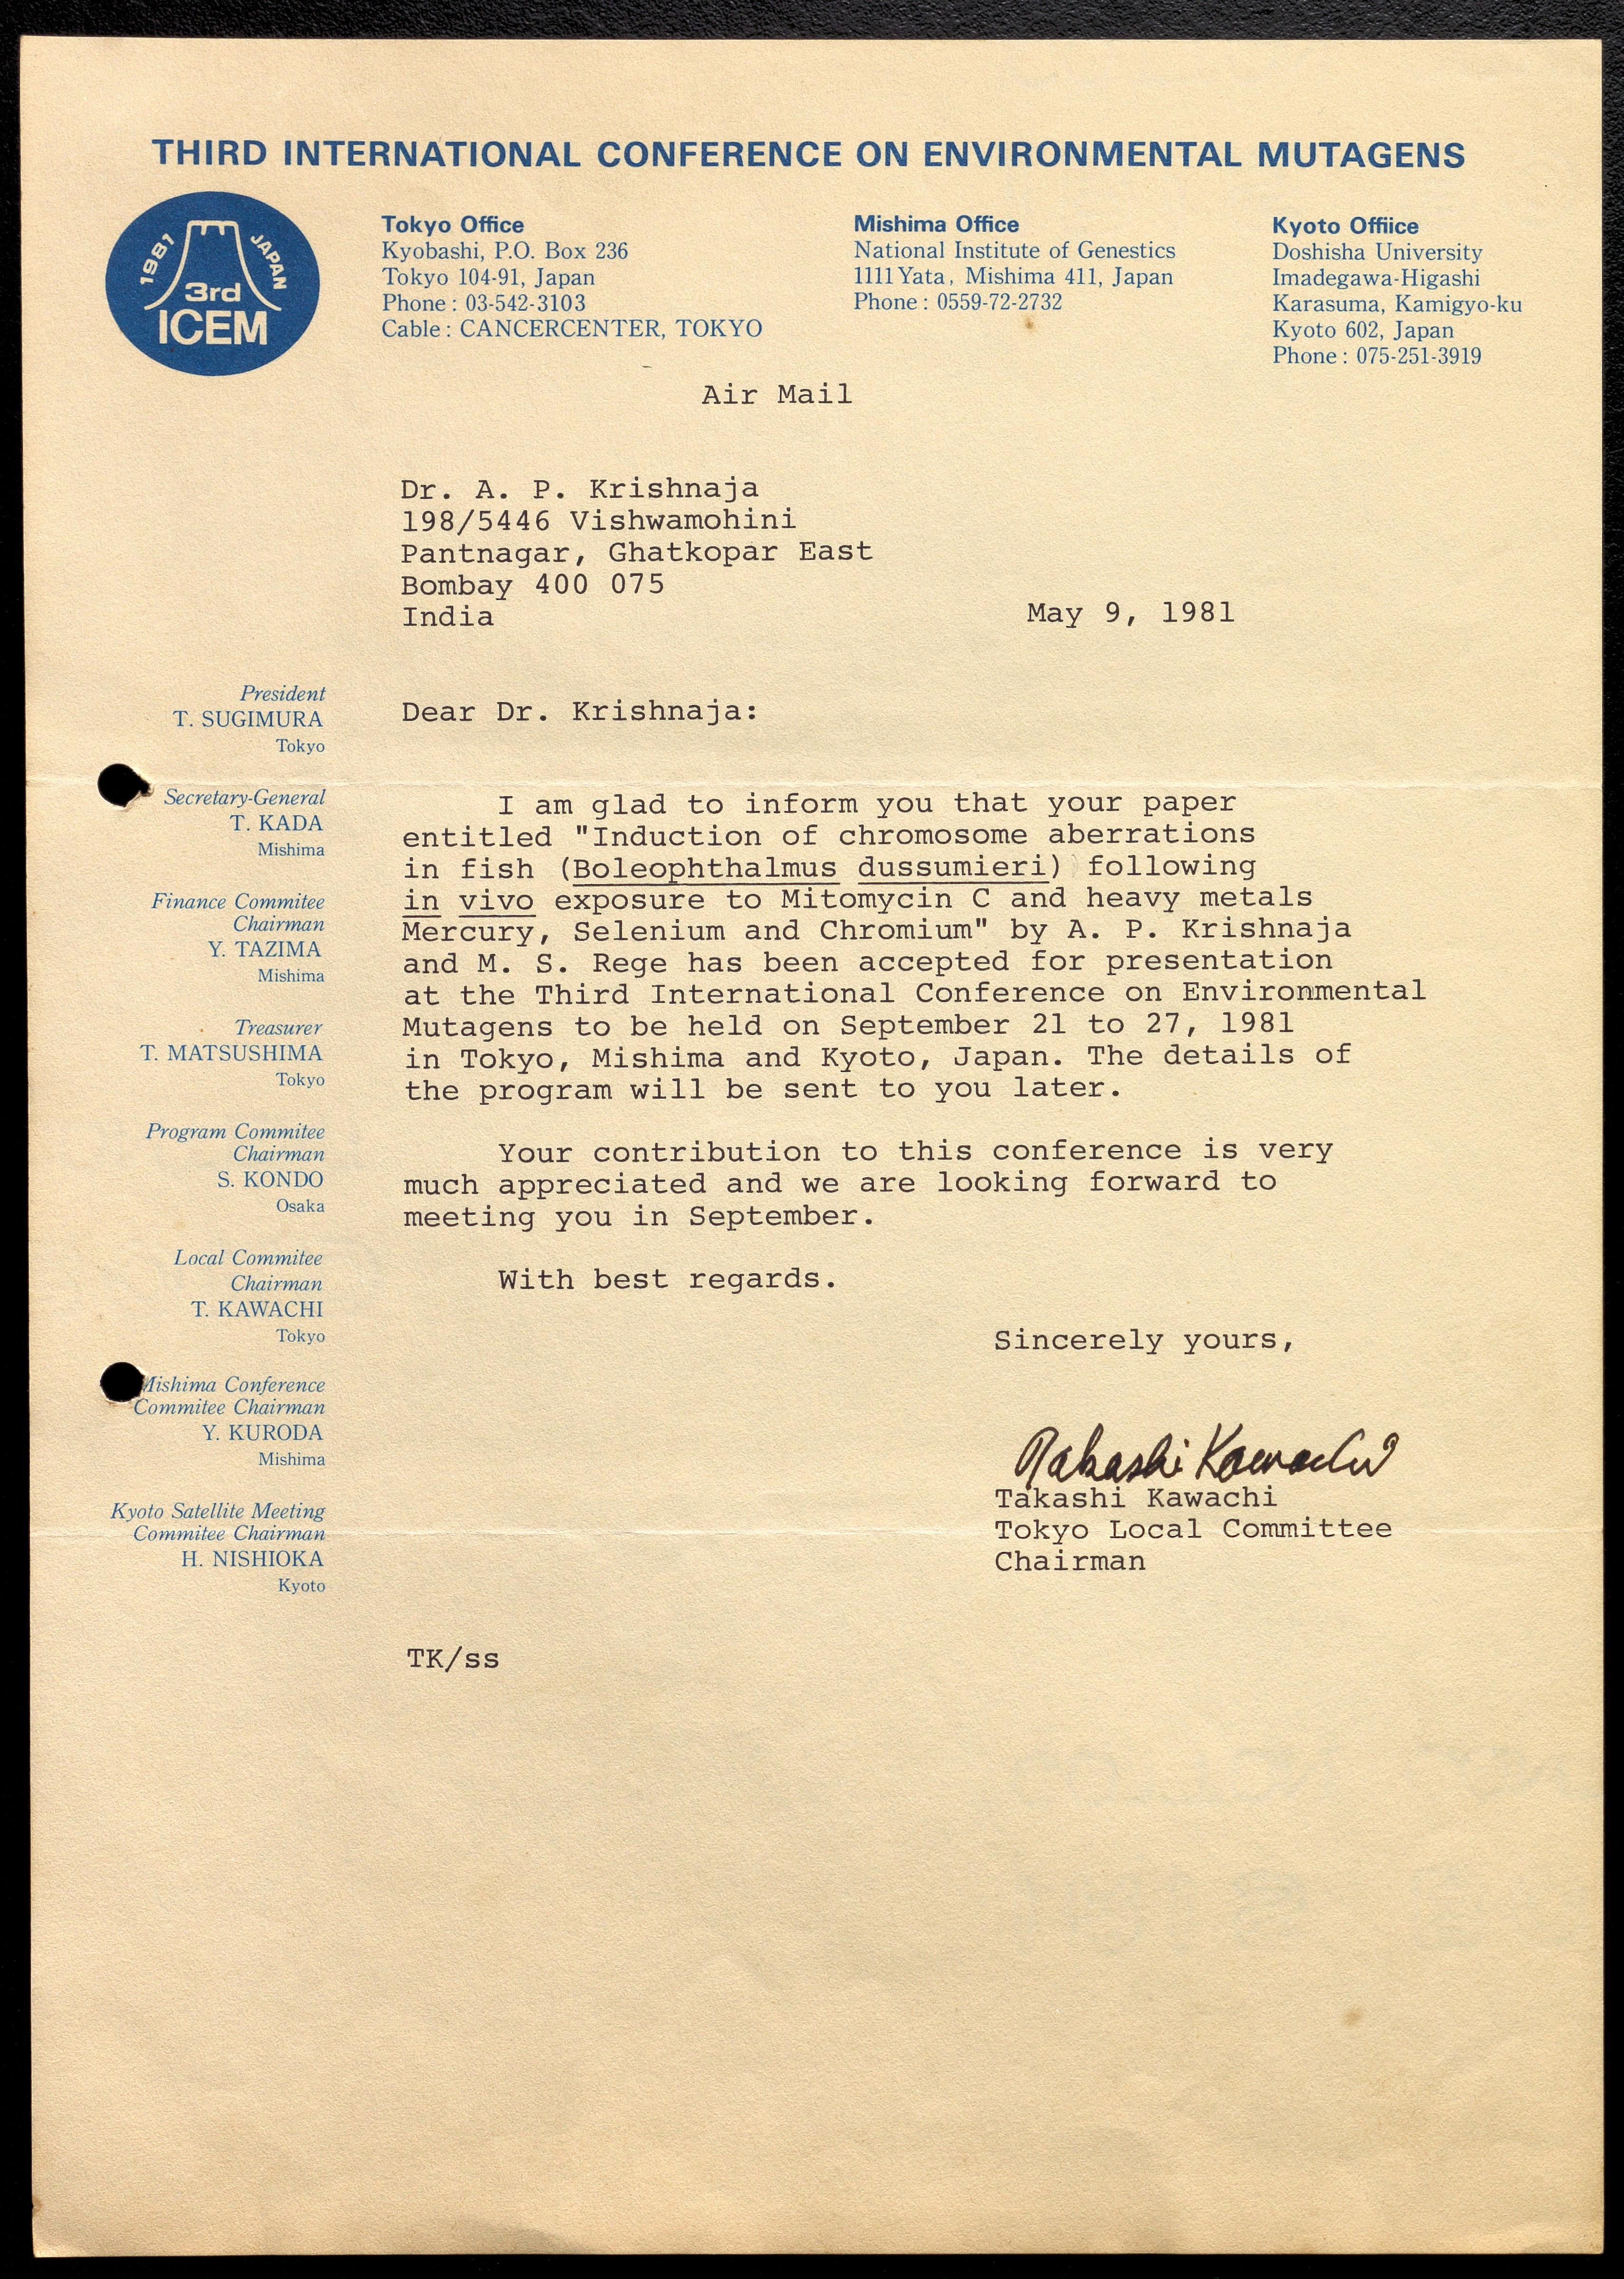 THIRD INTERNATIONAL CONFERENCE ON ENVIRONMENTAL MUTAGENS
1981 JAPAN
3rd
ICEM
Tokyo Office
Kyobashi, P.O. Box 236
Tokyo 104-91, Japan
Phone : 03-542-3103
Cable : CANCERCENTER, TOKYO
Mishima Office
National Institute of Genestics
1111 Yata, Mishima 411, Japan
Phone : 0559-72-2732
Kyoto Offiice
Doshisha University
Imadegawa-Higashi
Karasuma, Kamigyo-ku
Kyoto 602, Japan
Phone : 075-251-3919
Air Mail
Dr. A. P. Krishnaja
198/5446 Vishwamohini
Pantnagar, Ghatkopar East
Bombay 400 075
India
May 9, 1981
President
T. SUGIMURA
Tokyo
Secretary-General
T. KADA
Mishima
Finance Commitee
Chairman
Y. TAZIMA
Mishima
Treasurer
T. MATSUSHIMA
Tokyo
Program Commitee
Chairman
S. KONDO
Osaka
Local Commitee
Chairman
T. KAWACHI
Tokyo
Mishima Conference
Commitee Chairman
Y. KURODA
Mishima
Kyoto Satellite Meeting
Commitee Chairman
H. NISHIOKA
Kyoto
Dear Dr. Krishnaja:
I am glad to inform you that your paper
entitled "Induction of chromosome aberrations
in fish (Boleophthalmus dussumieri) following
in vivo exposure to Mitomycin C and heavy metals
Mercury, Selenium and Chromium" by A. P. Krishnaja
and M. S. Rege has been accepted for presentation
at the Third International Conference on Environmental
Mutagens to be held on September 21 to 27, 1981
in Tokyo, Mishima and Kyoto, Japan. The details of
the program will be sent to you later.
Your contribution to this conference is very
much appreciated and we are looking forward to
meeting you in September.
With best regards.
Sincerely yours,
Takashi Kawachi
Takashi Kawachi
Tokyo Local Committee
Chairman
TK/ss